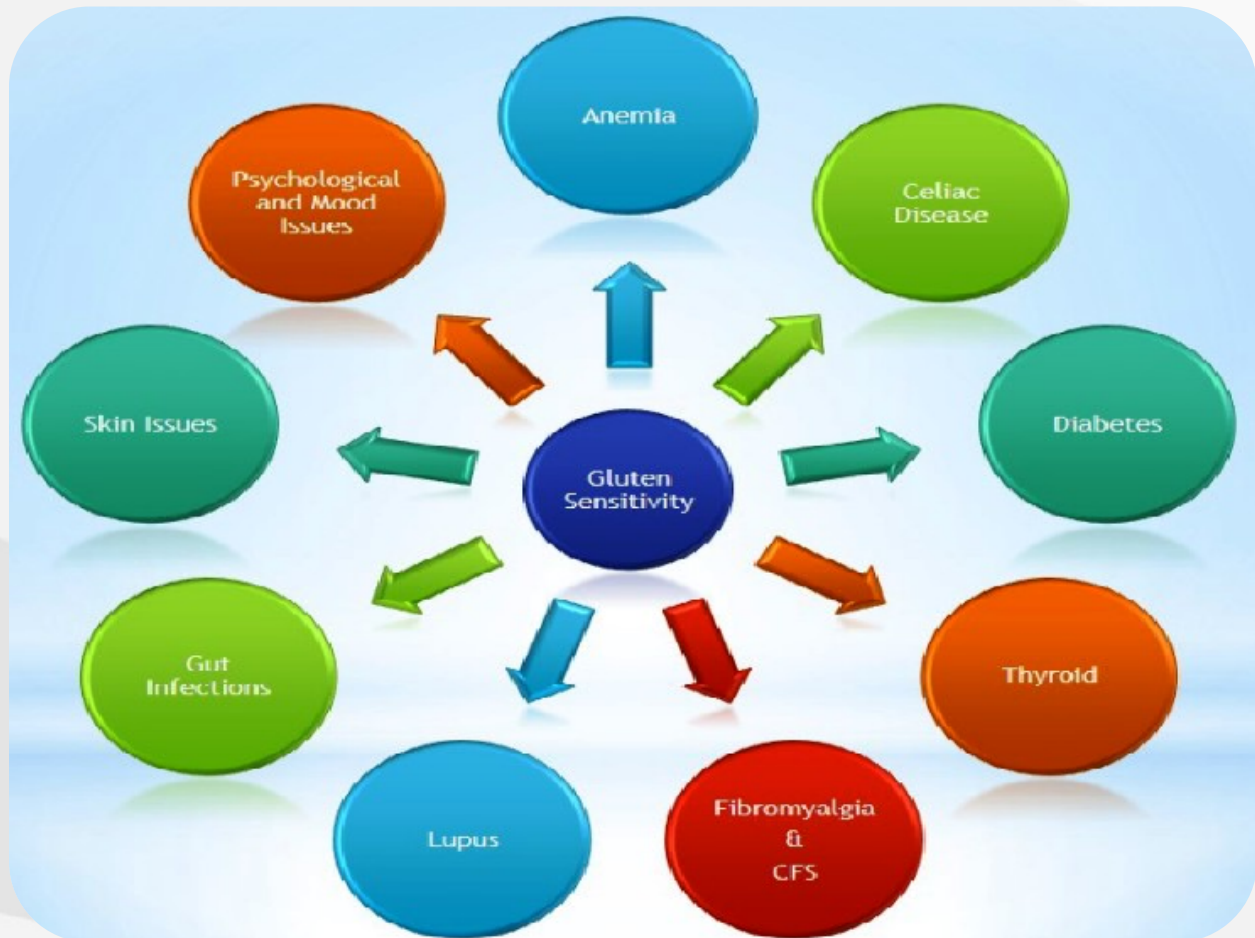 Anemia
Celiac
Disease
Diabetes
Thyroid
Fibromyalgia
&
CFS
Lupus
Gut
Infections
Skin Issues
Psychological
and Mood
Issues
Gluten
Sensitivity